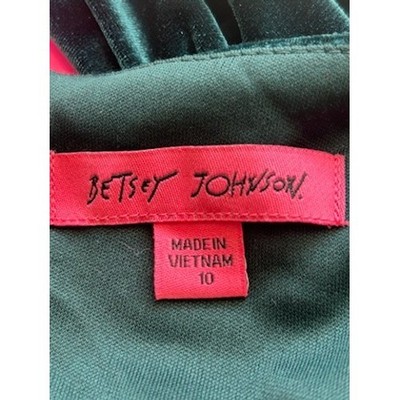 BETSEY JOHNSON.
MADE IN
VIETNAM
10